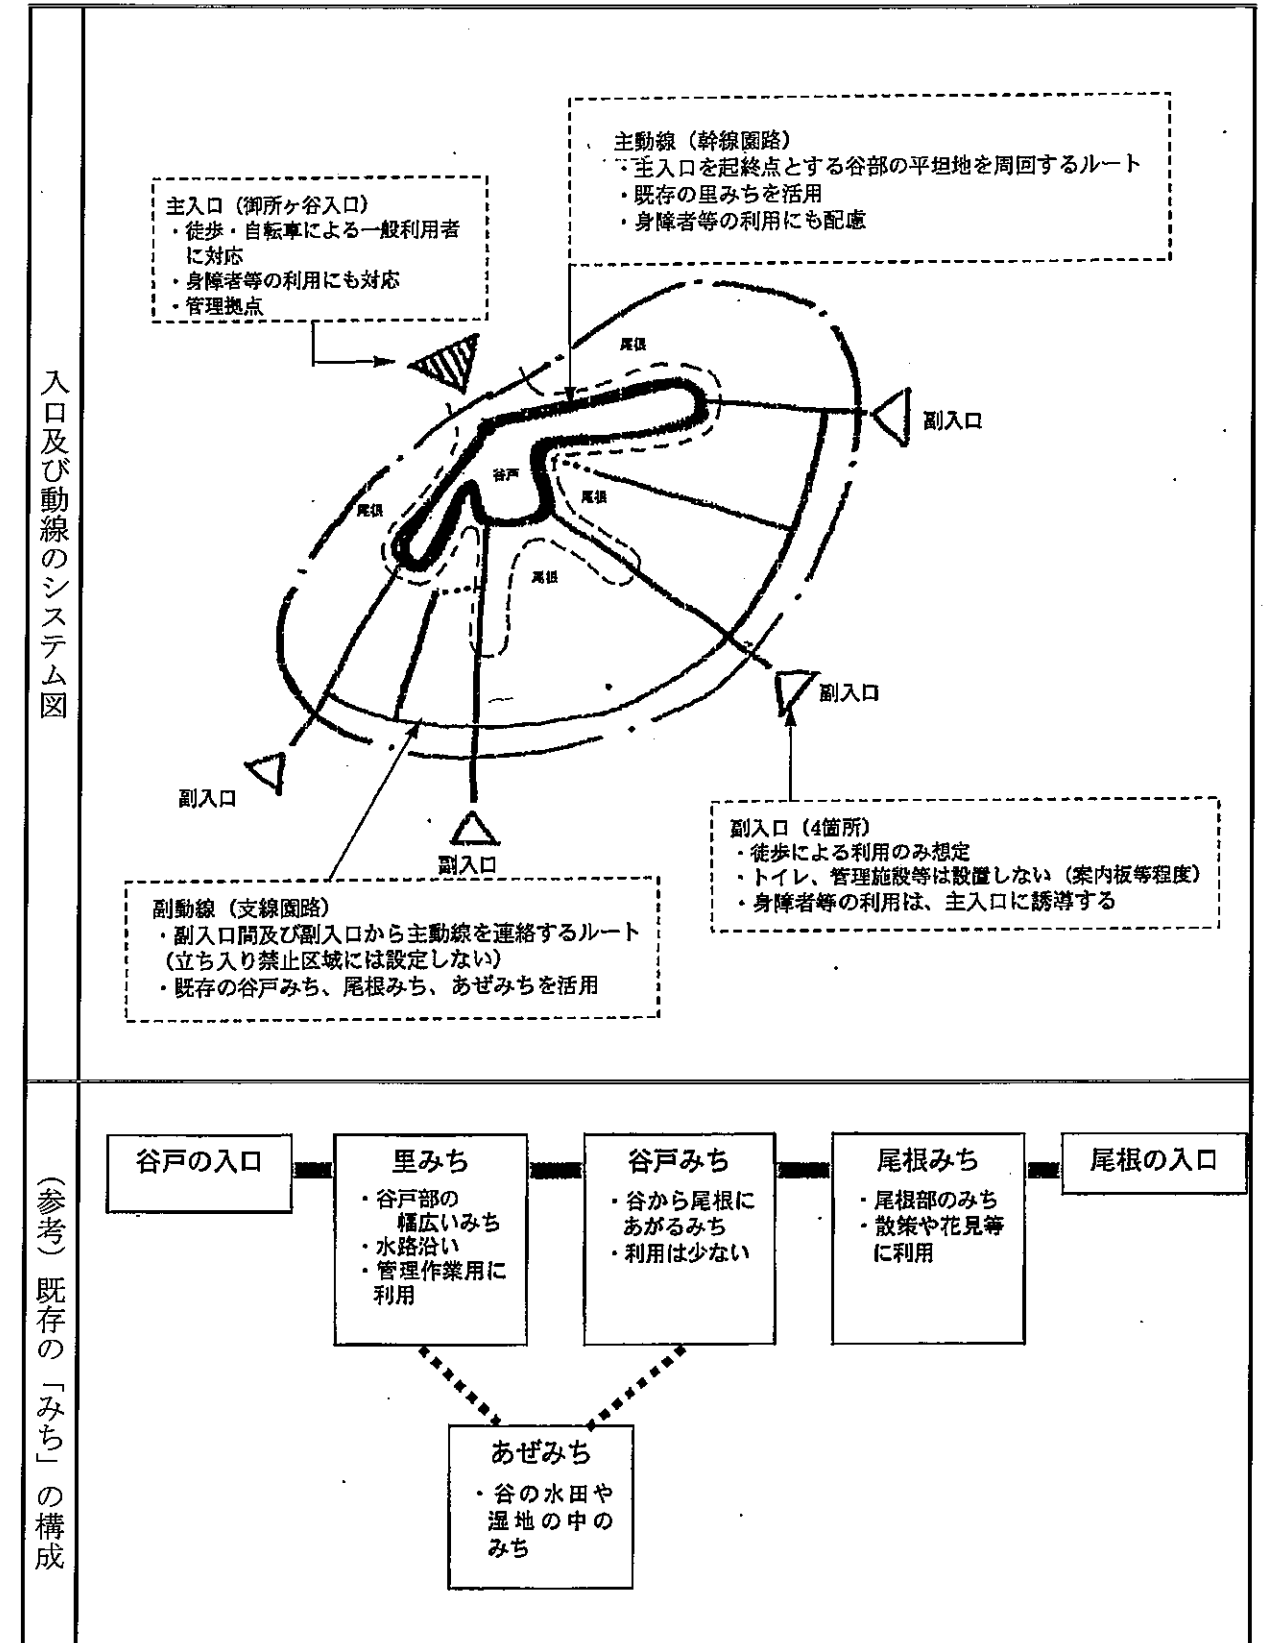 入口及び動線のシステム図
主動線（幹線園路）
・主入口を起終点とする谷部の平坦地を周回するルート
・既存の里みちを活用
・身障者等の利用にも配慮
主入口（御所ヶ谷入口）
・徒歩・自転車による一般利用者
に対応
・身障者等の利用にも対応
・管理拠点
尾根
副入口
谷戸
尾根
尾根
尾根
副入口
副入口
副入口
副入口（4箇所）
・徒歩による利用のみ想定
・トイレ、管理施設等は設置しない（案内板等程度）
・身障者等の利用は、主入口に誘導する
副動線（支線園路）
・副入口間及び副入口から主動線を連絡するルート
（立ち入り禁止区域には設定しない）
・既存の谷戸みち、尾根みち、あぜみちを活用
（参考）既存の「みち」の構成
谷戸の入口
里みち
・谷戸部の
幅広いみち
・水路沿い
・管理作業用に
利用
谷戸みち
・谷から尾根に
あがるみち
・利用は少ない
尾根みち
・尾根部のみち
・散策や花見等
に利用
尾根の入口
あぜみち
・谷の水田や
湿地の中の
みち